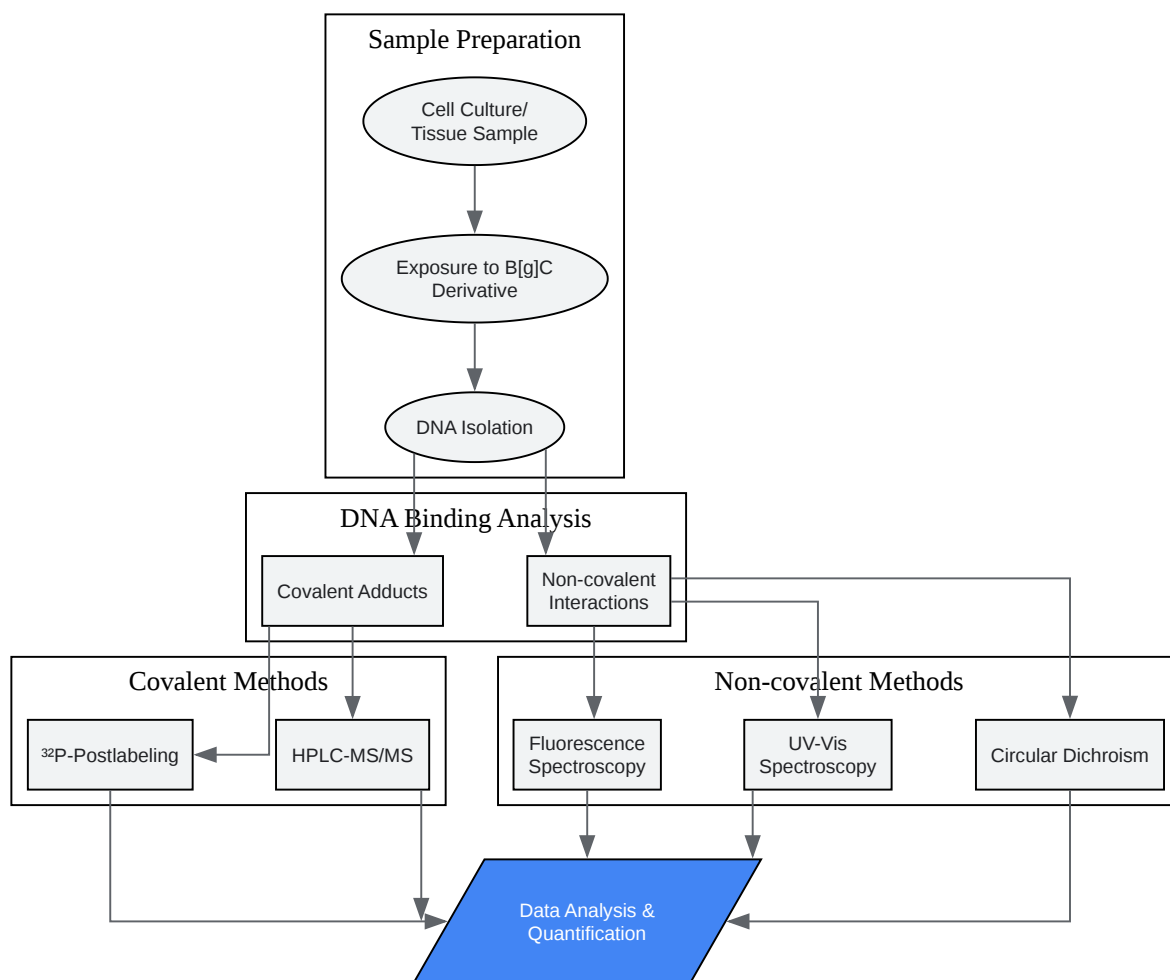 Sample Preparation
Cell Culture/
Tissue Sample
Exposure to B[g]C
Derivative
DNA Isolation
DNA Binding Analysis
Covalent Adducts
Non-covalent
Interactions
Covalent Methods
³²P-Postlabeling
HPLC-MS/MS
Non-covalent Methods
Fluorescence
Spectroscopy
UV-Vis
Spectroscopy
Circular Dichroism
Data Analysis &
Quantification